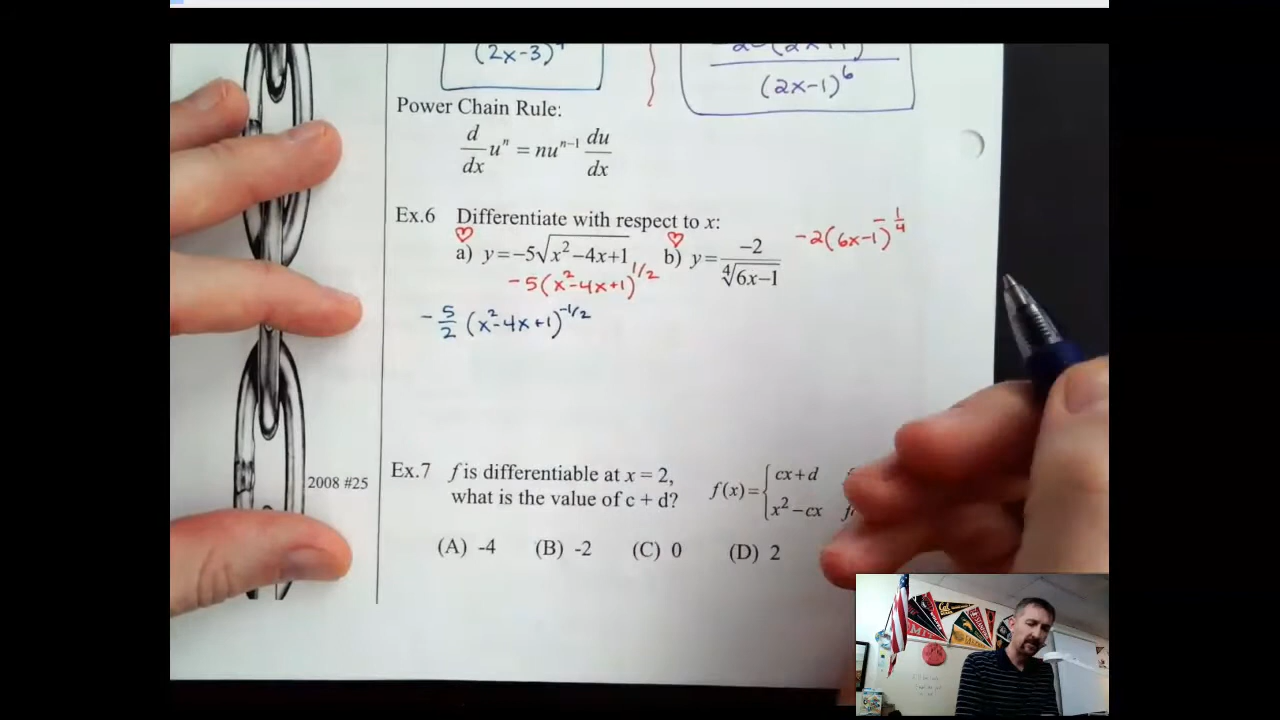 (2x-3)
(2x-1)^6
Power Chain Rule:
d/dx u^n = nu^{n-1} du/dx
Ex.6 Differentiate with respect to x:
a) y=-5√(x²-4x+1) b) y= -2/∜(6x-1) -2(6x-1)^{-1/4}
-5(x²-4x+1)^{1/2}
-5/2 (x²-4x+1)^{-1/2}
2008 #25
Ex.7 f is differentiable at x = 2,
what is the value of c + d?
f(x)= { cx+d
x²-cx
(A) -4 (B) -2 (C) 0 (D) 2